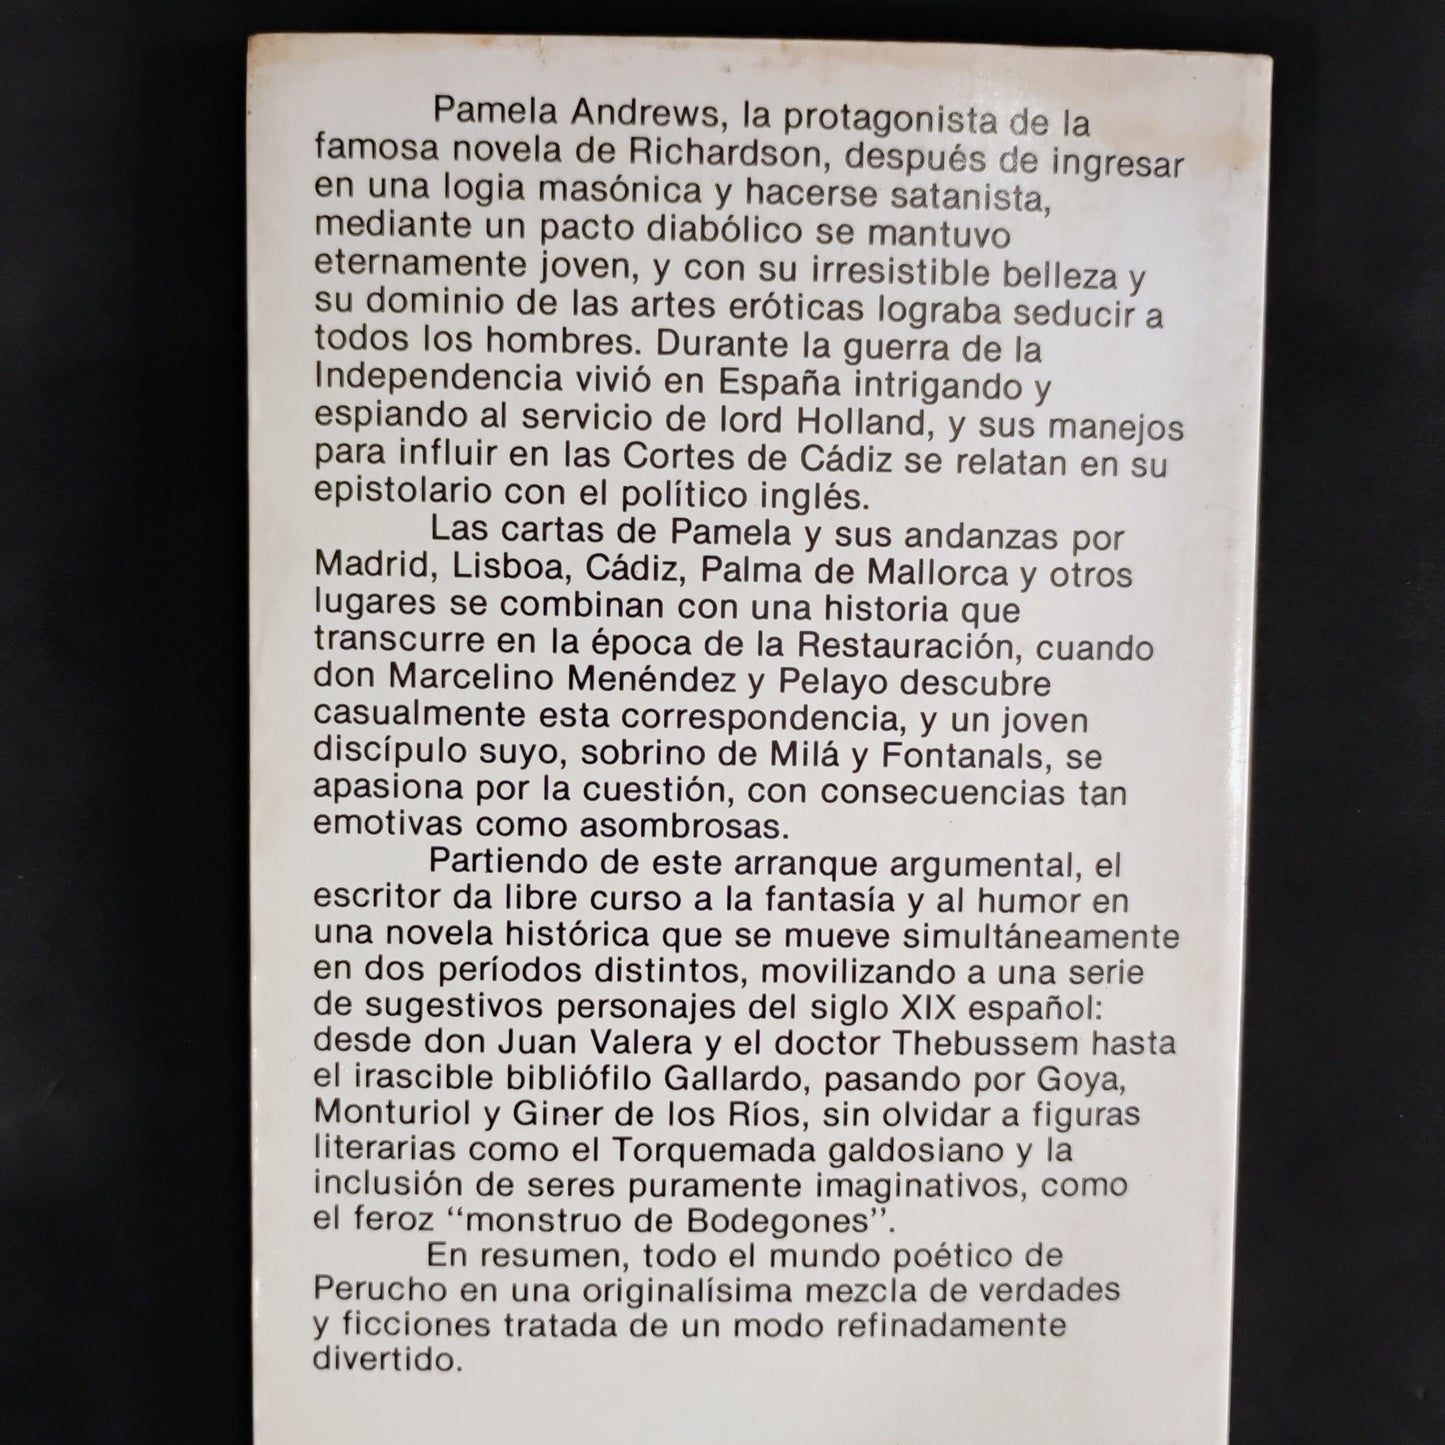 Pamela Andrews, la protagonista de la
famosa novela de Richardson, después de ingresar
en una logia masónica y hacerse satanista,
mediante un pacto diabólico se mantuvo
eternamente joven, y con su irresistible belleza y
su dominio de las artes eróticas lograba seducir a
todos los hombres. Durante la guerra de la
Independencia vivió en España intrigando y
espiando al servicio de lord Holland, y sus manejos
para influir en las Cortes de Cádiz se relatan en su
epistolario con el político inglés.
Las cartas de Pamela y sus andanzas por
Madrid, Lisboa, Cádiz, Palma de Mallorca y otros
lugares se combinan con una historia que
transcurre en la época de la Restauración, cuando
don Marcelino Menéndez y Pelayo descubre
casualmente esta correspondencia, y un joven
discípulo suyo, sobrino de Milá y Fontanals, se
apasiona por la cuestión, con consecuencias tan
emotivas como asombrosas.
Partiendo de este arranque argumental, el
escritor da libre curso a la fantasía y al humor en
una novela histórica que se mueve simultáneamente
en dos períodos distintos, movilizando a una serie
de sugestivos personajes del siglo XIX español:
desde don Juan Valera y el doctor Thebussem hasta
el irascible bibliófilo Gallardo, pasando por Goya,
Monturiol y Giner de los Ríos, sin olvidar a figuras
literarias como el Torquemada galdosiano y la
inclusión de seres puramente imaginativos, como
el feroz “monstruo de Bodegones”.
En resumen, todo el mundo poético de
Perucho en una originalísima mezcla de verdades
y ficciones tratada de un modo refinadamente
divertido.